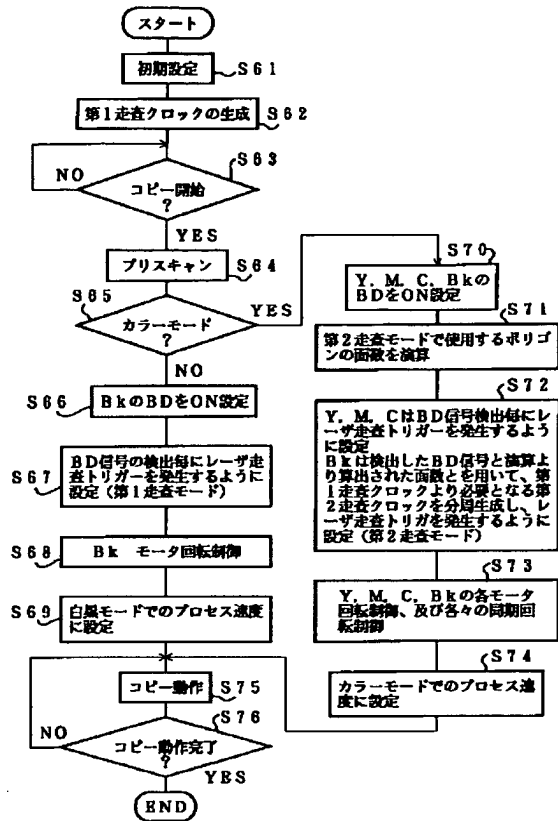 スタート
初期設定
S61
第1走査クロックの生成
S62
S63
NO
コピー開始
?
YES
プリスキャン
S64
S65
カラーモード
?
YES
NO
S66
BkのBDをON設定
S67
BD信号の検出毎にレーザ走
査トリガーを発生するように
設定(第1走査モード)
S68
Bk モータ回転制御
S69
白黒モードでのプロセス速度
に設定
S70
Y、M、C、Bkの
BDをON設定
S71
第2走査モードで使用するポリゴ
ンの面数を演算
S72
Y、M、CはBD信号検出毎にレ
ーザ走査トリガーを発生するよう
に設定
Bkは検出したBD信号と演算よ
り算出された面数とを用いて、第
1走査クロックより必要となる第
2走査クロックを分周生成し、レ
ーザ走査トリガを発生するように
設定(第2走査モード)
S73
Y、M、C、Bkの各モータ
回転制御、及び各々の同期回
転制御
S74
カラーモードでのプロセス速
度に設定
コピー動作
S75
S76
NO
コピー動作完了
?
YES
END